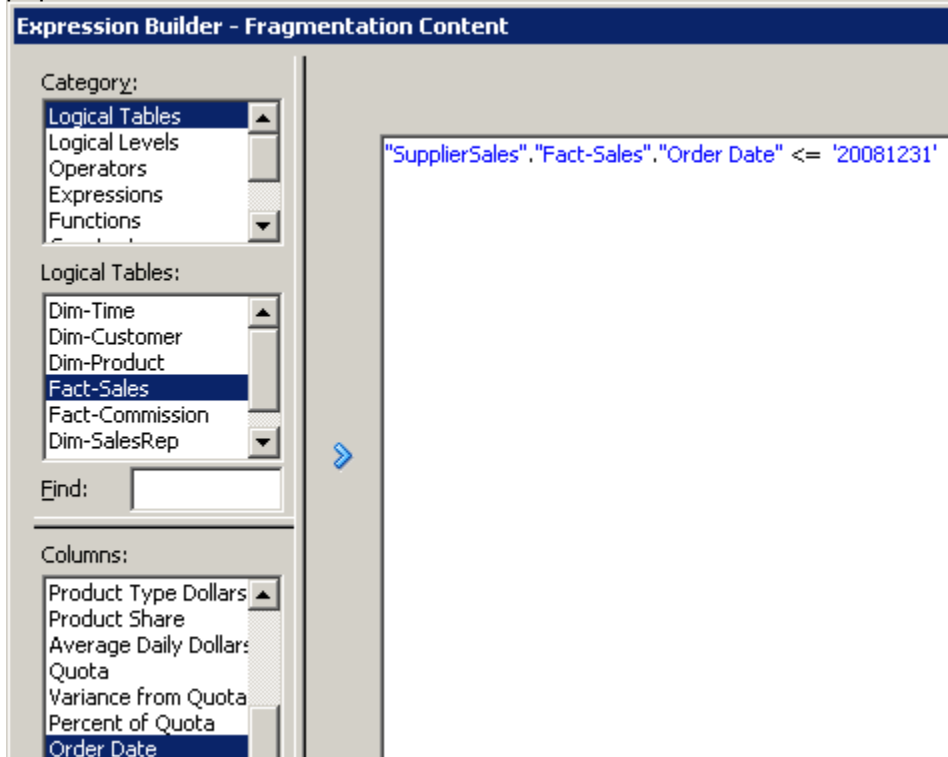 Expression Builder - Fragmentation Content
Category:
Logical Tables
Logical Levels
Operators
Expressions
Functions
"SupplierSales"."Fact-Sales"."Order Date" <= '20081231'
Logical Tables:
Dim-Time
Dim-Customer
Dim-Product
Fact-Sales
Fact-Commission
Dim-SalesRep
Find:
Columns:
Product Type Dollars
Product Share
Average Daily Dollars
Quota
Variance from Quota
Percent of Quota
Order Date